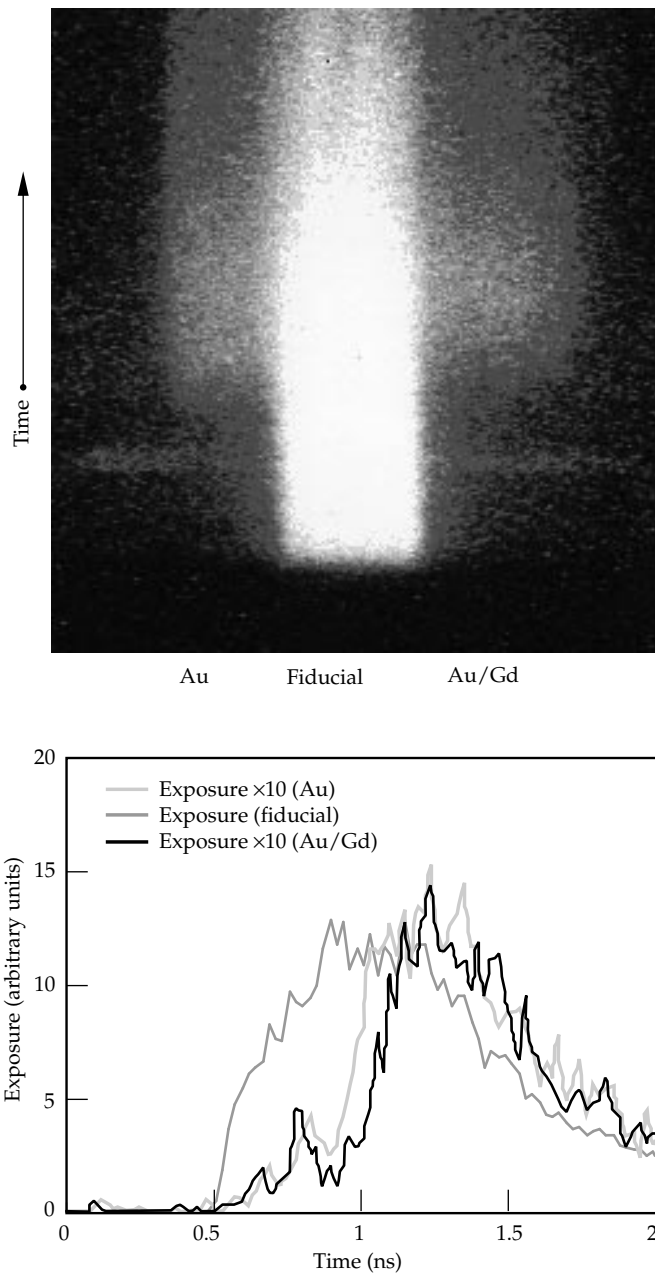 Time
Au
Fiducial
Au/Gd
20
15
10
5
0
Exposure (arbitrary units)
Exposure ×10 (Au)
Exposure (fiducial)
Exposure ×10 (Au/Gd)
0
0.5
1
1.5
2
Time (ns)